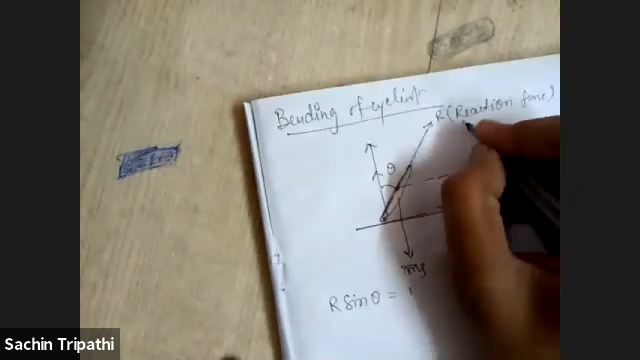 Bending of cyclist
R (Reaction force)
θ
mg
R sin θ =
Sachin Tripathi